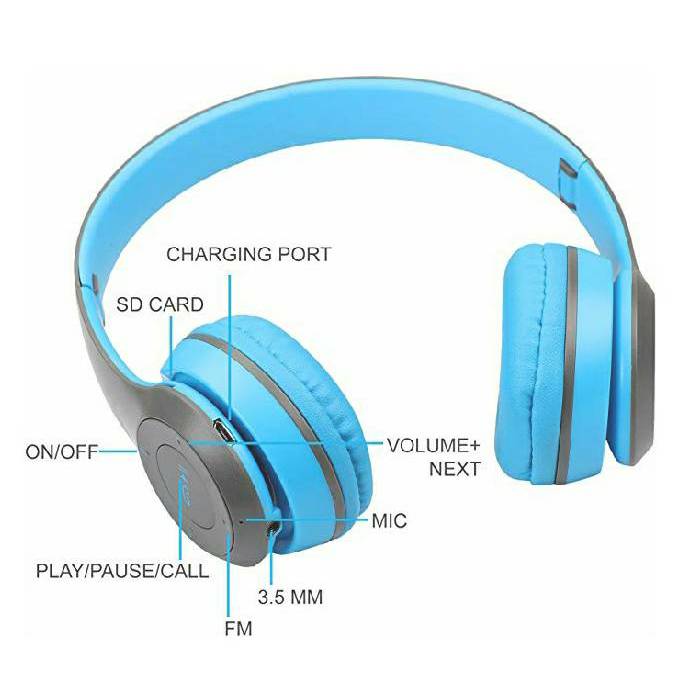 CHARGING PORT
SD CARD
ON/OFF
VOLUME+
NEXT
MIC
PLAY/PAUSE/CALL
3.5 MM
FM